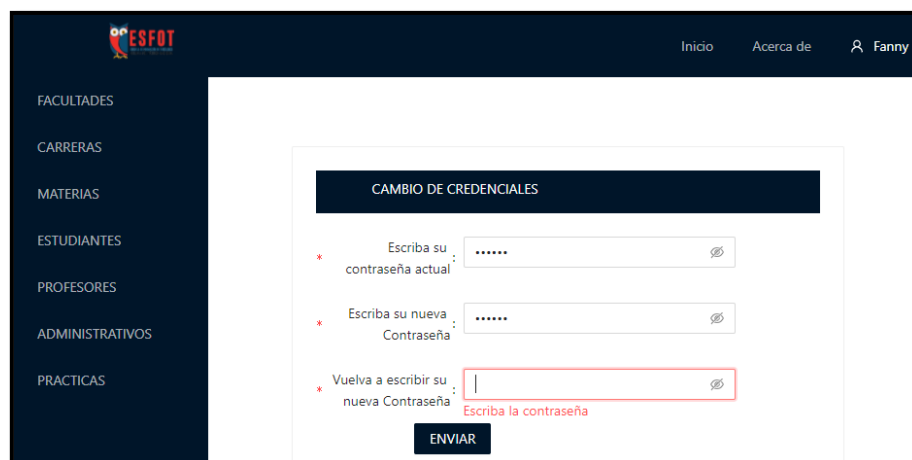 ESFOT
Inicio Acerca de Fanny
FACULTADES
CARRERAS
MATERIAS
ESTUDIANTES
PROFESORES
ADMINISTRATIVOS
PRACTICAS
CAMBIO DE CREDENCIALES
* Escriba su
contraseña actual :
* Escriba su nueva
Contraseña :
* Vuelva a escribir su
nueva Contraseña :
Escriba la contraseña
ENVIAR